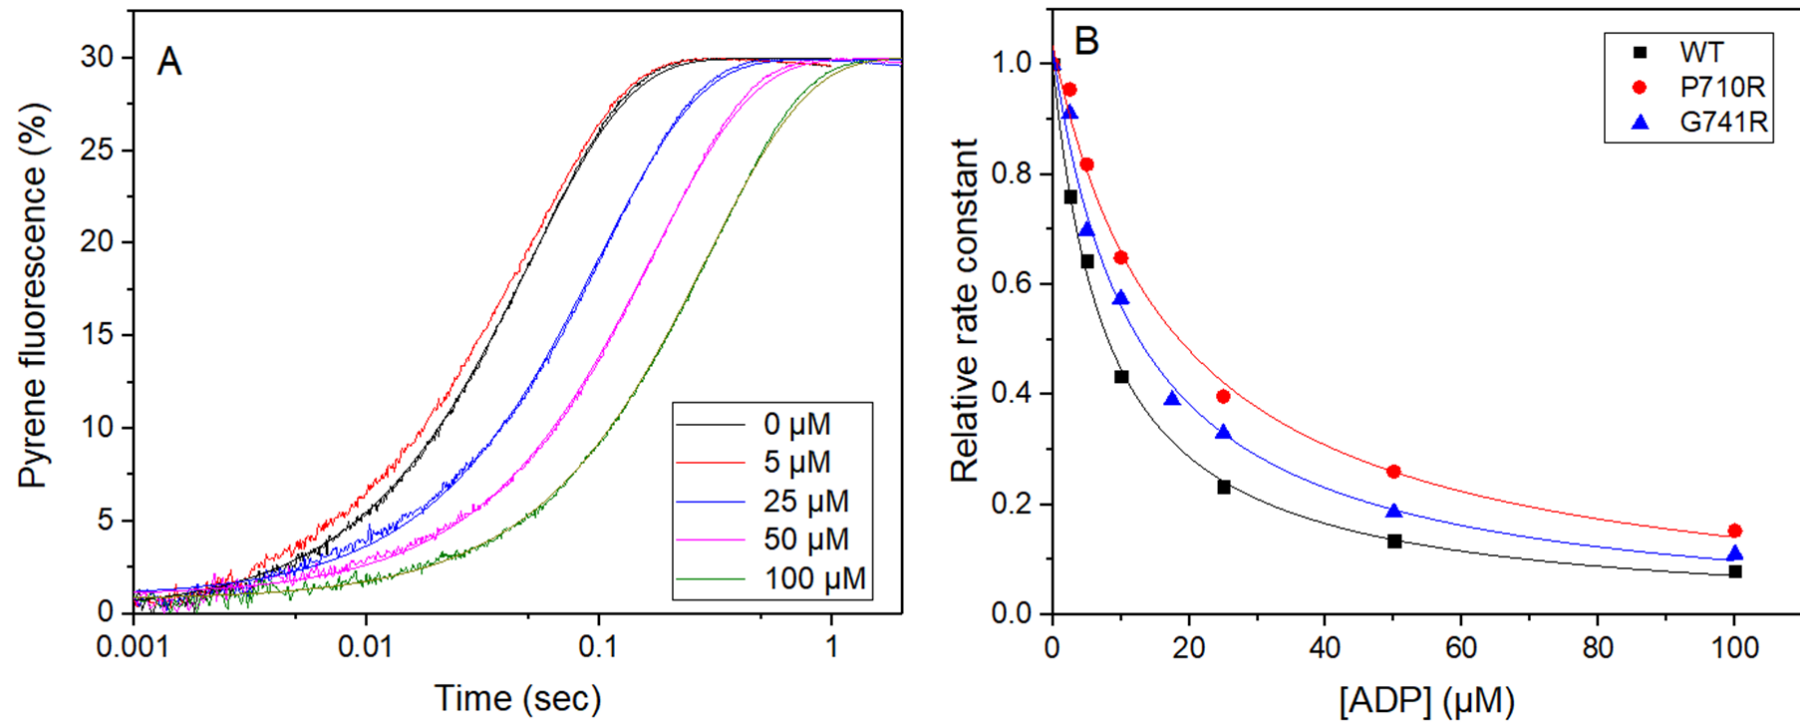 A
Pyrene fluorescence (%)
30
25
20
15
10
5
0
0.001
0.01
0.1
1
Time (sec)
0 µM
5 µM
25 µM
50 µM
100 µM
B
Relative rate constant
1.0
0.8
0.6
0.4
0.2
0.0
0
20
40
60
80
100
[ADP] (µM)
WT
P710R
G741R